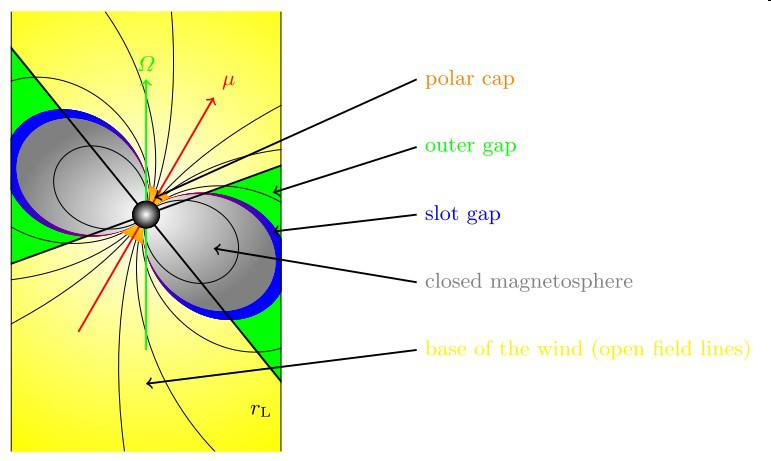 Ω
μ
polar cap
outer gap
slot gap
closed magnetosphere
base of the wind (open field lines)
r_L